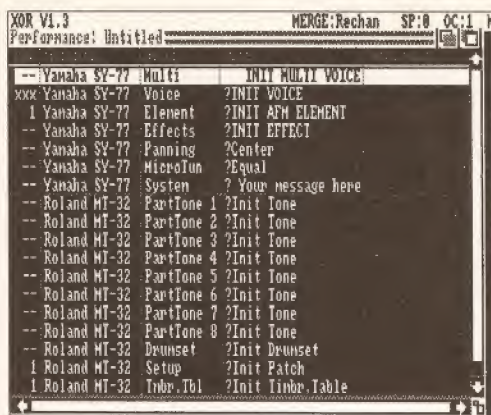 XOR V1.3 MERGE:Rechan SP:0 OC:1
Performance: Untitled
-- Yamaha SY-77 Multi INIT MULTI VOICE
xxx Yamaha SY-77 Voice ?INIT VOICE
1 Yamaha SY-77 Element ?INIT AFM ELEMENT
-- Yamaha SY-77 Effects ?INIT EFFECT
-- Yamaha SY-77 Panning ?Center
-- Yamaha SY-77 MicroTun ?Equal
-- Yamaha SY-77 System ? Your message here
-- Roland MT-32 PartTone 1 ?Init Tone
-- Roland MT-32 PartTone 2 ?Init Tone
-- Roland MT-32 PartTone 3 ?Init Tone
-- Roland MT-32 PartTone 4 ?Init Tone
-- Roland MT-32 PartTone 5 ?Init Tone
-- Roland MT-32 PartTone 6 ?Init Tone
-- Roland MT-32 PartTone 7 ?Init Tone
-- Roland MT-32 PartTone 8 ?Init Tone
-- Roland MT-32 Drumset ?Init Drumset
1 Roland MT-32 Setup ?Init Patch
1 Roland MT-32 Tmbr.Tbl ?Init Timbr.Table